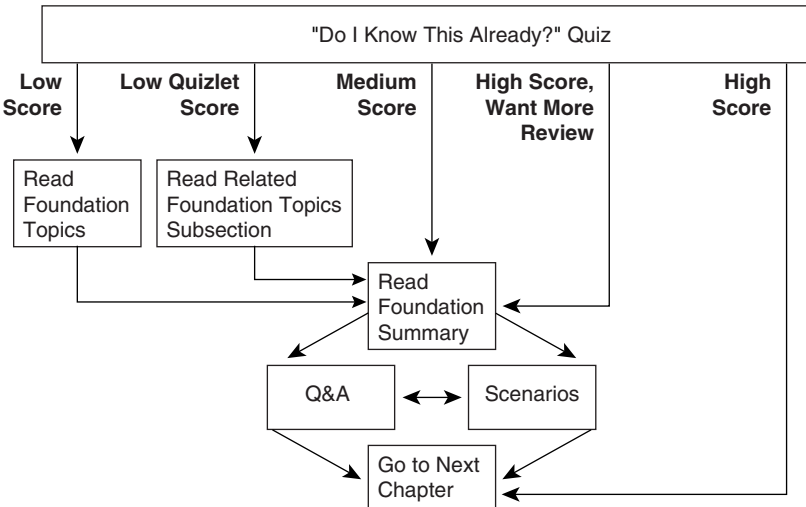 "Do I Know This Already?" Quiz
Low
Score
Low Quizlet
Score
Medium
Score
High Score,
Want More
Review
High
Score
Read
Foundation
Topics
Read Related
Foundation Topics
Subsection
Read
Foundation
Summary
Q&A
Scenarios
Go to Next
Chapter